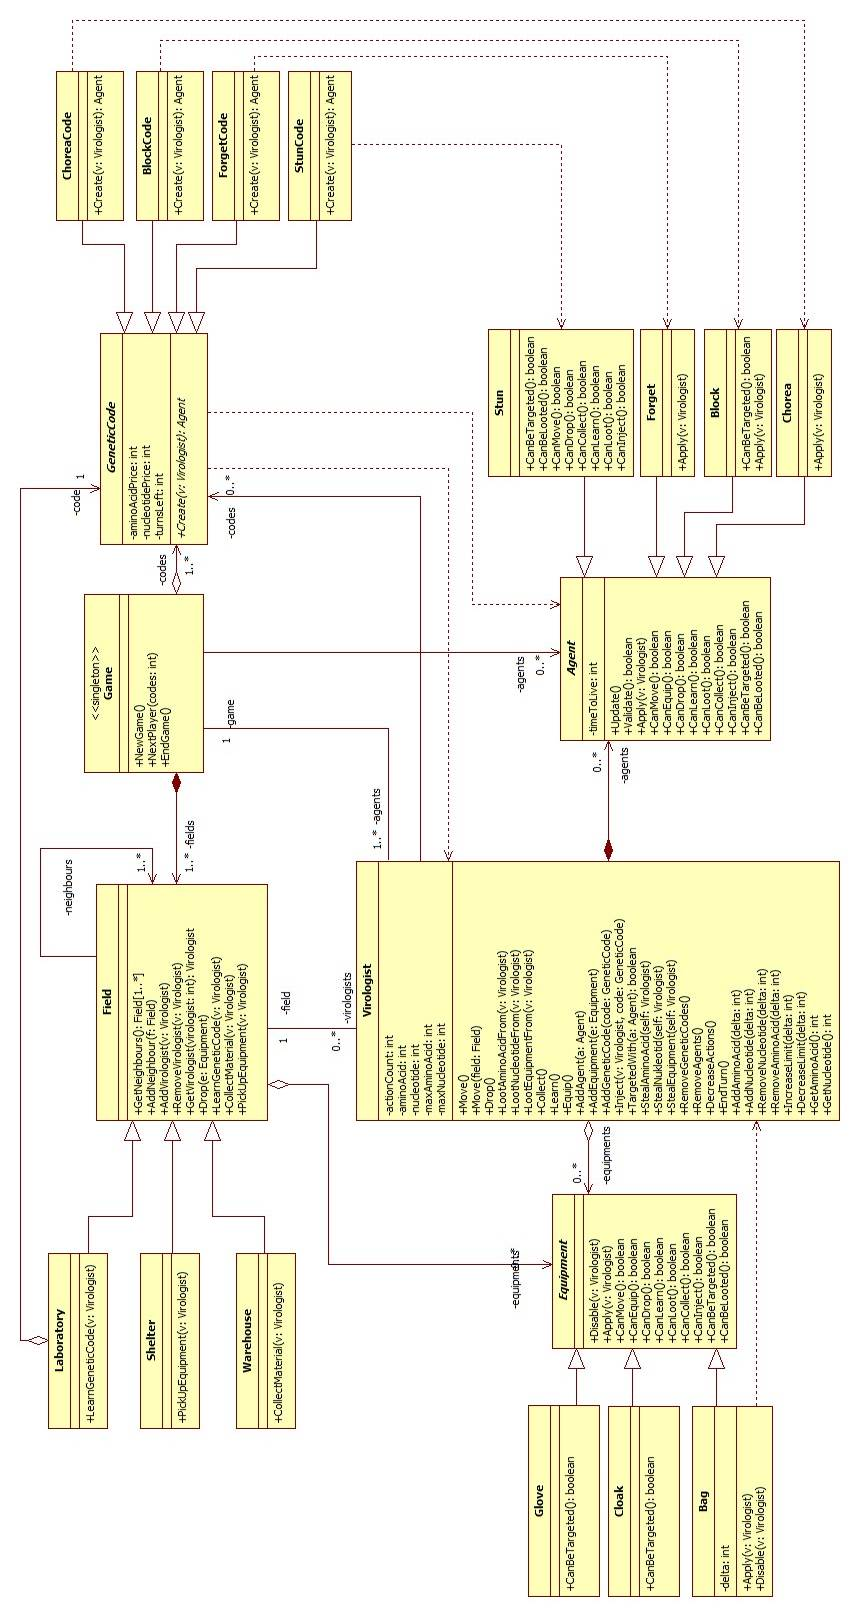 Laboratory
+LearnGeneticCode(v: Virologist)
Shelter
+PickUpEquipment(v: Virologist)
Warehouse
+CollectMaterial(v: Virologist)
Field
+GetNeighbours(): Field[1..*]
+AddNeighbour(f: Field)
+AddVirologist(v: Virologist)
+RemoveVirologist(v: Virologist)
+GetVirologist(virologist: int): Virologist
+Drop(e: Equipment)
+LearnGeneticCode(v: Virologist)
+CollectMaterial(v: Virologist)
+PickUpEquipment(v: Virologist)
-neighbours
1..*
1..*
-fields
<<singleton>>
Game
+NewGame()
+NextPlayer(codes: int)
+EndGame()
-codes
1..*
-code
1
GeneticCode
-aminoAcidPrice: int
-nucleotidePrice: int
-turnsLeft: int
+Create(v: Virologist): Agent
-codes
0..*
ChoreaCode
+Create(v: Virologist): Agent
BlockCode
+Create(v: Virologist): Agent
ForgetCode
+Create(v: Virologist): Agent
StunCode
+Create(v: Virologist): Agent
-field
1
-virologists
0..*
-game
1
-agents
1..*
Virologist
-actionCount: int
-aminoAcid: int
-nucleotide: int
-maxAminoAcid: int
-maxNucleotide: int
+Move()
+Move(field: Field)
+Drop()
+LootAminoAcidFrom(v: Virologist)
+LootNucleotideFrom(v: Virologist)
+LootEquipmentFrom(v: Virologist)
+Collect()
+Learn()
+Equip()
+AddAgent(a: Agent)
+AddEquipment(e: Equipment)
+AddGeneticCode(code: GeneticCode)
+Inject(v: Virologist, code: GeneticCode)
+TargetedWith(a: Agent): boolean
+StealAminoAcid(self: Virologist)
+StealNukleotid(self: Virologist)
+StealEquipment(self: Virologist)
+RemoveGeneticCodes()
+RemoveAgents()
+DecreaseActions()
+EndTurn()
+AddAminoAcid(delta: int)
+AddNucleotide(delta: int)
+RemoveNucleotide(delta: int)
+RemoveAminoAcid(delta: int)
+IncreaseLimit(delta: int)
+DecreaseLimit(delta: int)
+GetAminoAcid(): int
+GetNucleotide(): int
-equipments
0..*
-equipments
Equipment
+Disable(v: Virologist)
+Apply(v: Virologist)
+CanMove(): boolean
+CanEquip(): boolean
+CanDrop(): boolean
+CanLearn(): boolean
+CanLoot(): boolean
+CanCollect(): boolean
+CanInject(): boolean
+CanBeTargeted(): boolean
+CanBeLooted(): boolean
Glove
+CanBeTargeted(): boolean
Cloak
+CanBeTargeted(): boolean
Bag
-delta: int
+Apply(v: Virologist)
+Disable(v: Virologist)
-agents
0..*
0..*
-agents
Agent
-timeToLive: int
+Update()
+Validate(): boolean
+Apply(v: Virologist)
+CanMove(): boolean
+CanEquip(): boolean
+CanDrop(): boolean
+CanLearn(): boolean
+CanLoot(): boolean
+CanCollect(): boolean
+CanInject(): boolean
+CanBeTargeted(): boolean
+CanBeLooted(): boolean
Stun
+CanBeTargeted(): boolean
+CanBeLooted(): boolean
+CanMove(): boolean
+CanDrop(): boolean
+CanCollect(): boolean
+CanLearn(): boolean
+CanLoot(): boolean
+CanInject(): boolean
Forget
+Apply(v: Virologist)
Block
+CanBeTargeted(): boolean
+Apply(v: Virologist)
Chorea
+Apply(v: Virologist)